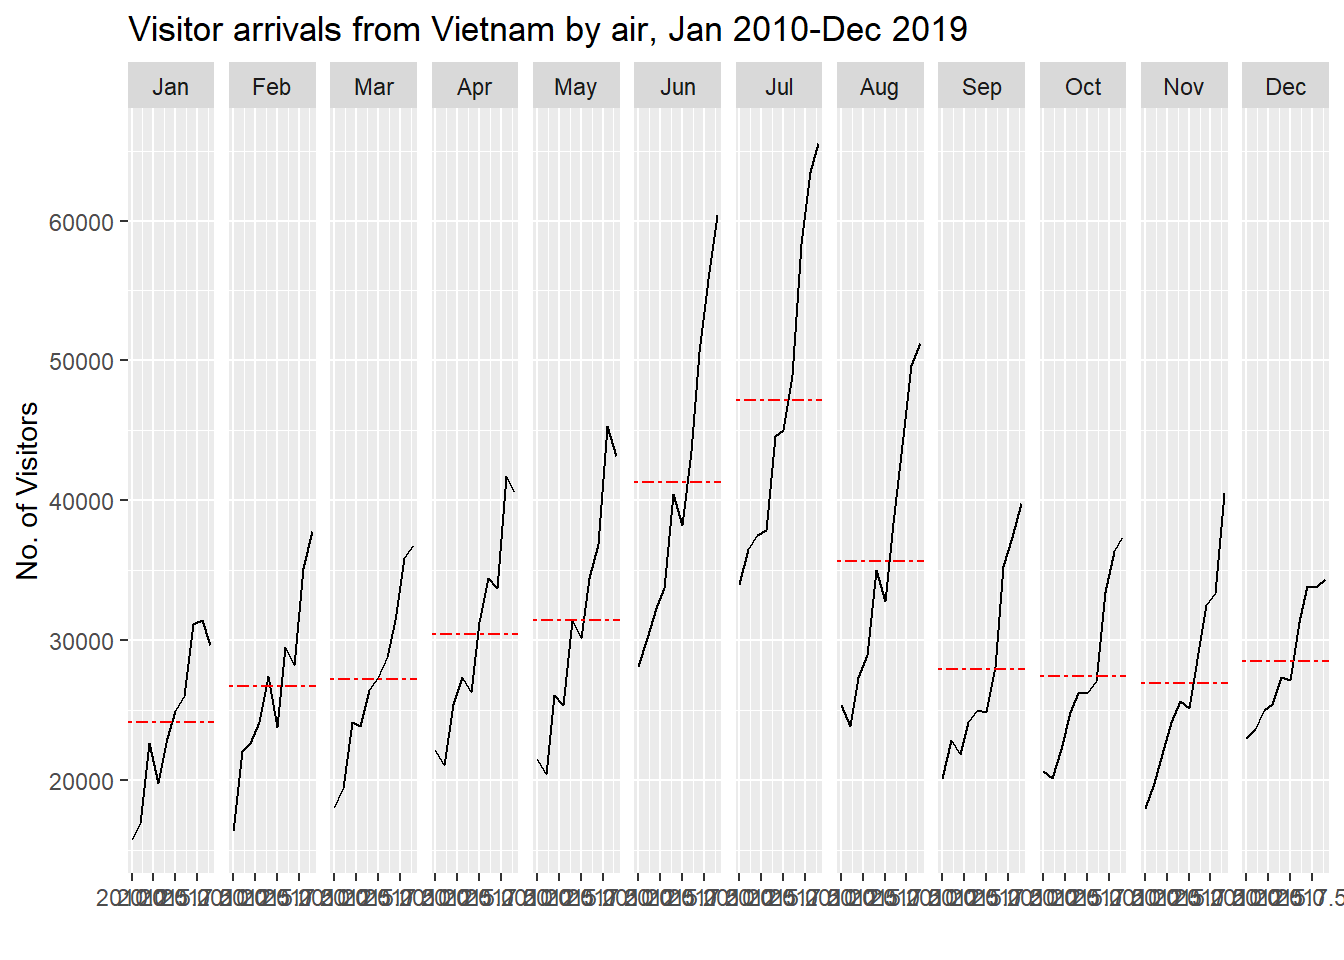 Visitor arrivals from Vietnam by air, Jan 2010-Dec 2019
Jan Feb Mar Apr May Jun Jul Aug Sep Oct Nov Dec
No. of Visitors
60000
50000
40000
30000
20000